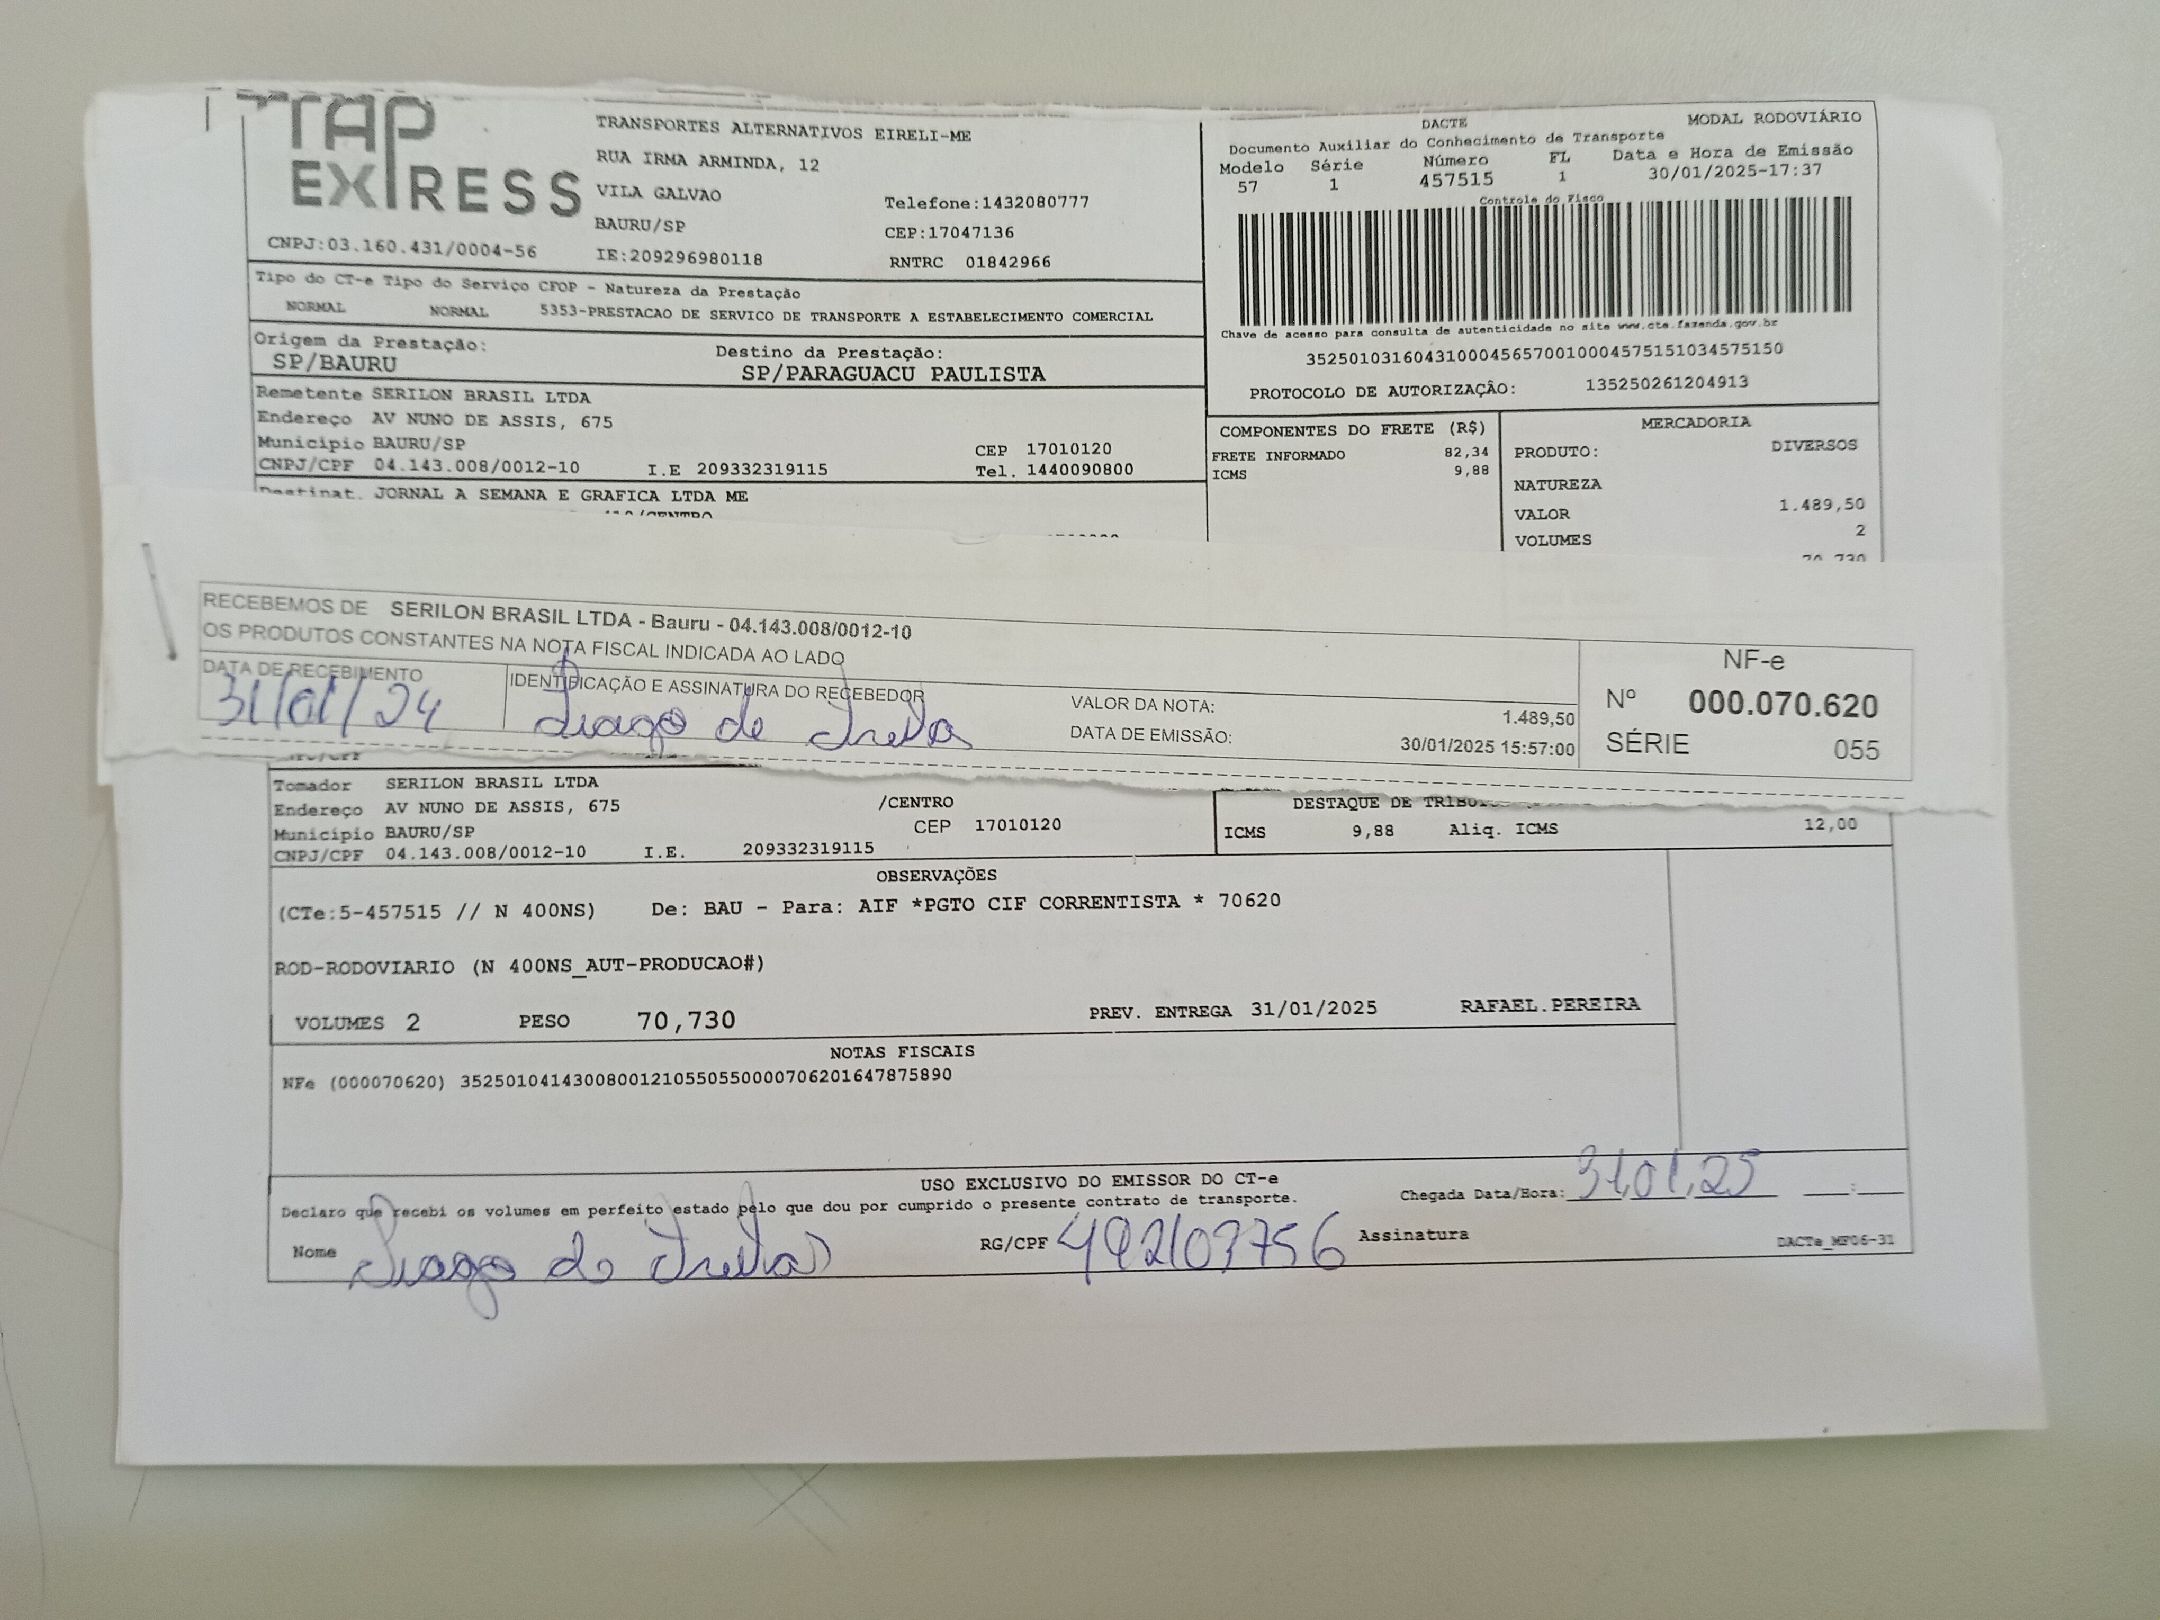 TAP
EXPRESS
CNPJ:03.160.431/0004-56
TRANSPORTES ALTERNATIVOS EIRELI-ME
RUA IRMA ARMINDA, 12
VILA GALVAO
BAURU/SP
IE:209296980118
Telefone:1432080777
CEP:17047136
RNTRC 01842966
DACTE MODAL RODOVIÁRIO
Documento Auxiliar do Conhecimento de Transporte
Modelo Série Número FL Data e Hora de Emissão
57 1 457515 1 30/01/2025-17:37
Controle do Fisco
Chave de acesso para consulta de autenticidade no site www.cte.fazenda.gov.br
35250103160431000456570010004575151034575150
PROTOCOLO DE AUTORIZAÇÃO: 135250261204913
Tipo do CT-e Tipo do Serviço CFOP - Natureza da Prestação
NORMAL NORMAL 5353-PRESTACAO DE SERVICO DE TRANSPORTE A ESTABELECIMENTO COMERCIAL
Origem da Prestação: Destino da Prestação:
SP/BAURU SP/PARAGUACU PAULISTA
Remetente SERILON BRASIL LTDA
Endereço AV NUNO DE ASSIS, 675
Município BAURU/SP CEP 17010120
CNPJ/CPF 04.143.008/0012-10 I.E 209332319115 Tel. 1440090800
Destinat. JORNAL A SEMANA E GRAFICA LTDA ME
COMPONENTES DO FRETE (R$)
FRETE INFORMADO 82,34
ICMS 9,88
MERCADORIA
PRODUTO: DIVERSOS
NATUREZA
VALOR 1.489,50
VOLUMES 2
RECEBEMOS DE SERILON BRASIL LTDA - Bauru - 04.143.008/0012-10
OS PRODUTOS CONSTANTES NA NOTA FISCAL INDICADA AO LADO
DATA DE RECEBIMENTO
31/01/24
IDENTIFICAÇÃO E ASSINATURA DO RECEBEDOR
VALOR DA NOTA: 1.489,50
DATA DE EMISSÃO: 30/01/2025 15:57:00
NF-e
Nº 000.070.620
SÉRIE 055
Tomador SERILON BRASIL LTDA
Endereço AV NUNO DE ASSIS, 675 /CENTRO
Município BAURU/SP CEP 17010120
CNPJ/CPF 04.143.008/0012-10 I.E. 209332319115
DESTAQUE DE
ICMS 9,88 Aliq. ICMS 12,00
OBSERVAÇÕES
(CTe:5-457515 // N 400NS) De: BAU - Para: AIF *PGTO CIF CORRENTISTA * 70620
ROD-RODOVIARIO (N 400NS_AUT-PRODUCAO#)
VOLUMES 2 PESO 70,730 PREV. ENTREGA 31/01/2025 RAFAEL.PEREIRA
NOTAS FISCAIS
NFe (000070620) 35250104143008001210550550000706201647875890
USO EXCLUSIVO DO EMISSOR DO CT-e
Declaro que recebi os volumes em perfeito estado pelo que dou por cumprido o presente contrato de transporte.
Chegada Data/Hora: 31,01,25 :
Nome RG/CPF 492103756 Assinatura
DACTe_MF06-31